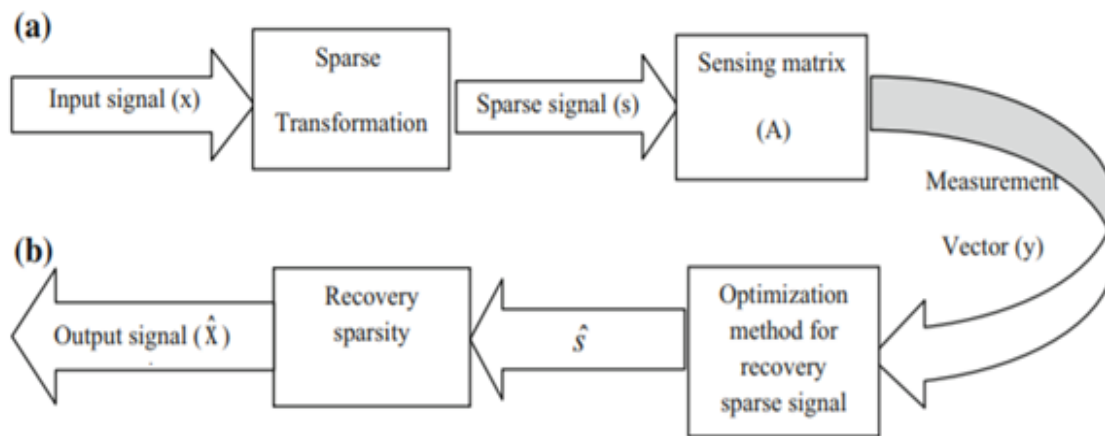 (a)
Input signal (x)
Sparse
Transformation
Sparse signal (s)
Sensing matrix
(A)
Measurement
Vector (y)
(b)
Output signal (x̂)
Recovery
sparsity
ŝ
Optimization
method for
recovery
sparse signal